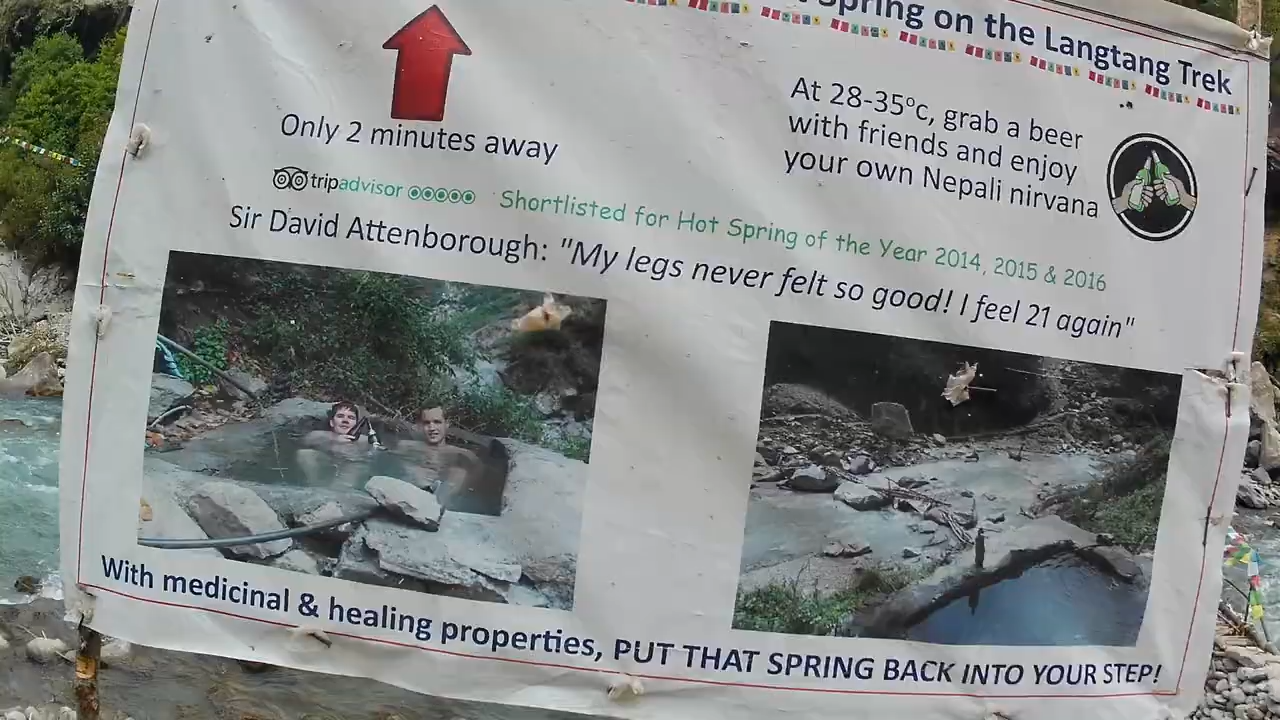 Spring on the Langtang Trek
Only 2 minutes away
At 28-35ºc, grab a beer
with friends and enjoy
your own Nepali nirvana
tripadvisor
Shortlisted for Hot Spring of the Year 2014, 2015 & 2016
Sir David Attenborough: "My legs never felt so good! I feel 21 again"
With medicinal & healing properties, PUT THAT SPRING BACK INTO YOUR STEP!